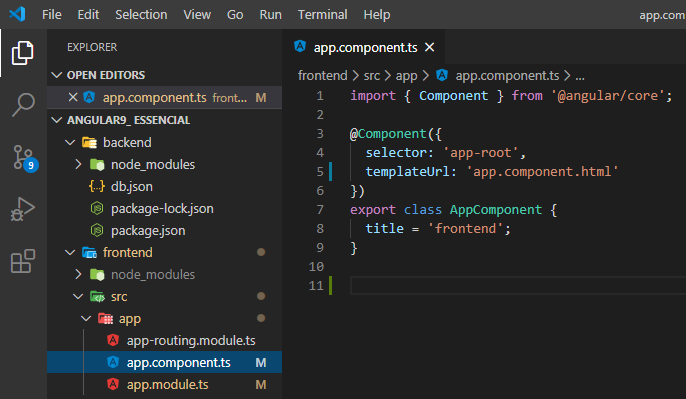 File Edit Selection View Go Run Terminal Help app.com
EXPLORER
OPEN EDITORS
app.component.ts front... M
ANGULAR9_ ESSENCIAL
backend
node_modules
db.json
package-lock.json
package.json
frontend
node_modules
src
app
app-routing.module.ts
app.component.ts M
app.module.ts M
9
app.component.ts
frontend > src > app > app.component.ts > ...
1 import { Component } from '@angular/core';
2
3 @Component({
4 selector: 'app-root',
5 templateUrl: 'app.component.html'
6 })
7 export class AppComponent {
8 title = 'frontend';
9 }
10
11